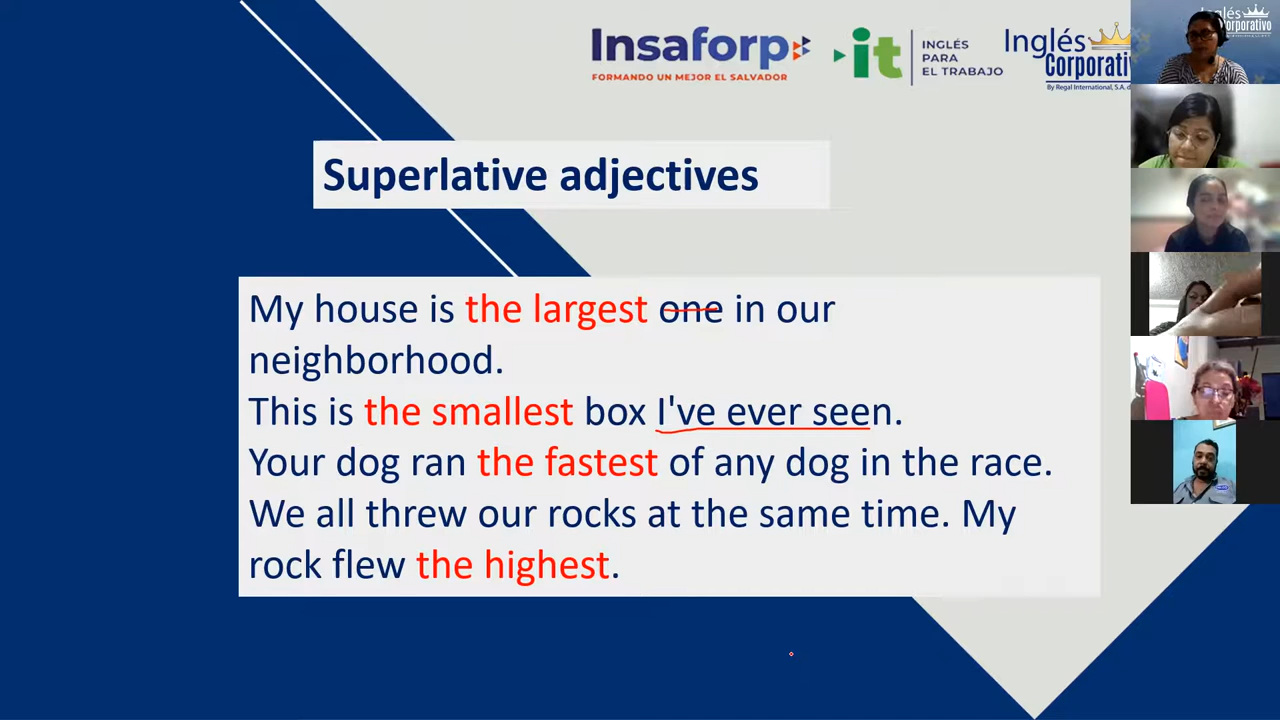 Insaforp
FORMANDO UN MEJOR EL SALVADOR
it
INGLÉS
PARA
EL TRABAJO
Inglés
Corporativo
By Regal International, S.A. d
Inglés
Corporativo
Superlative adjectives
My house is the largest one in our
neighborhood.
This is the smallest box I've ever seen.
Your dog ran the fastest of any dog in the race.
We all threw our rocks at the same time. My
rock flew the highest.